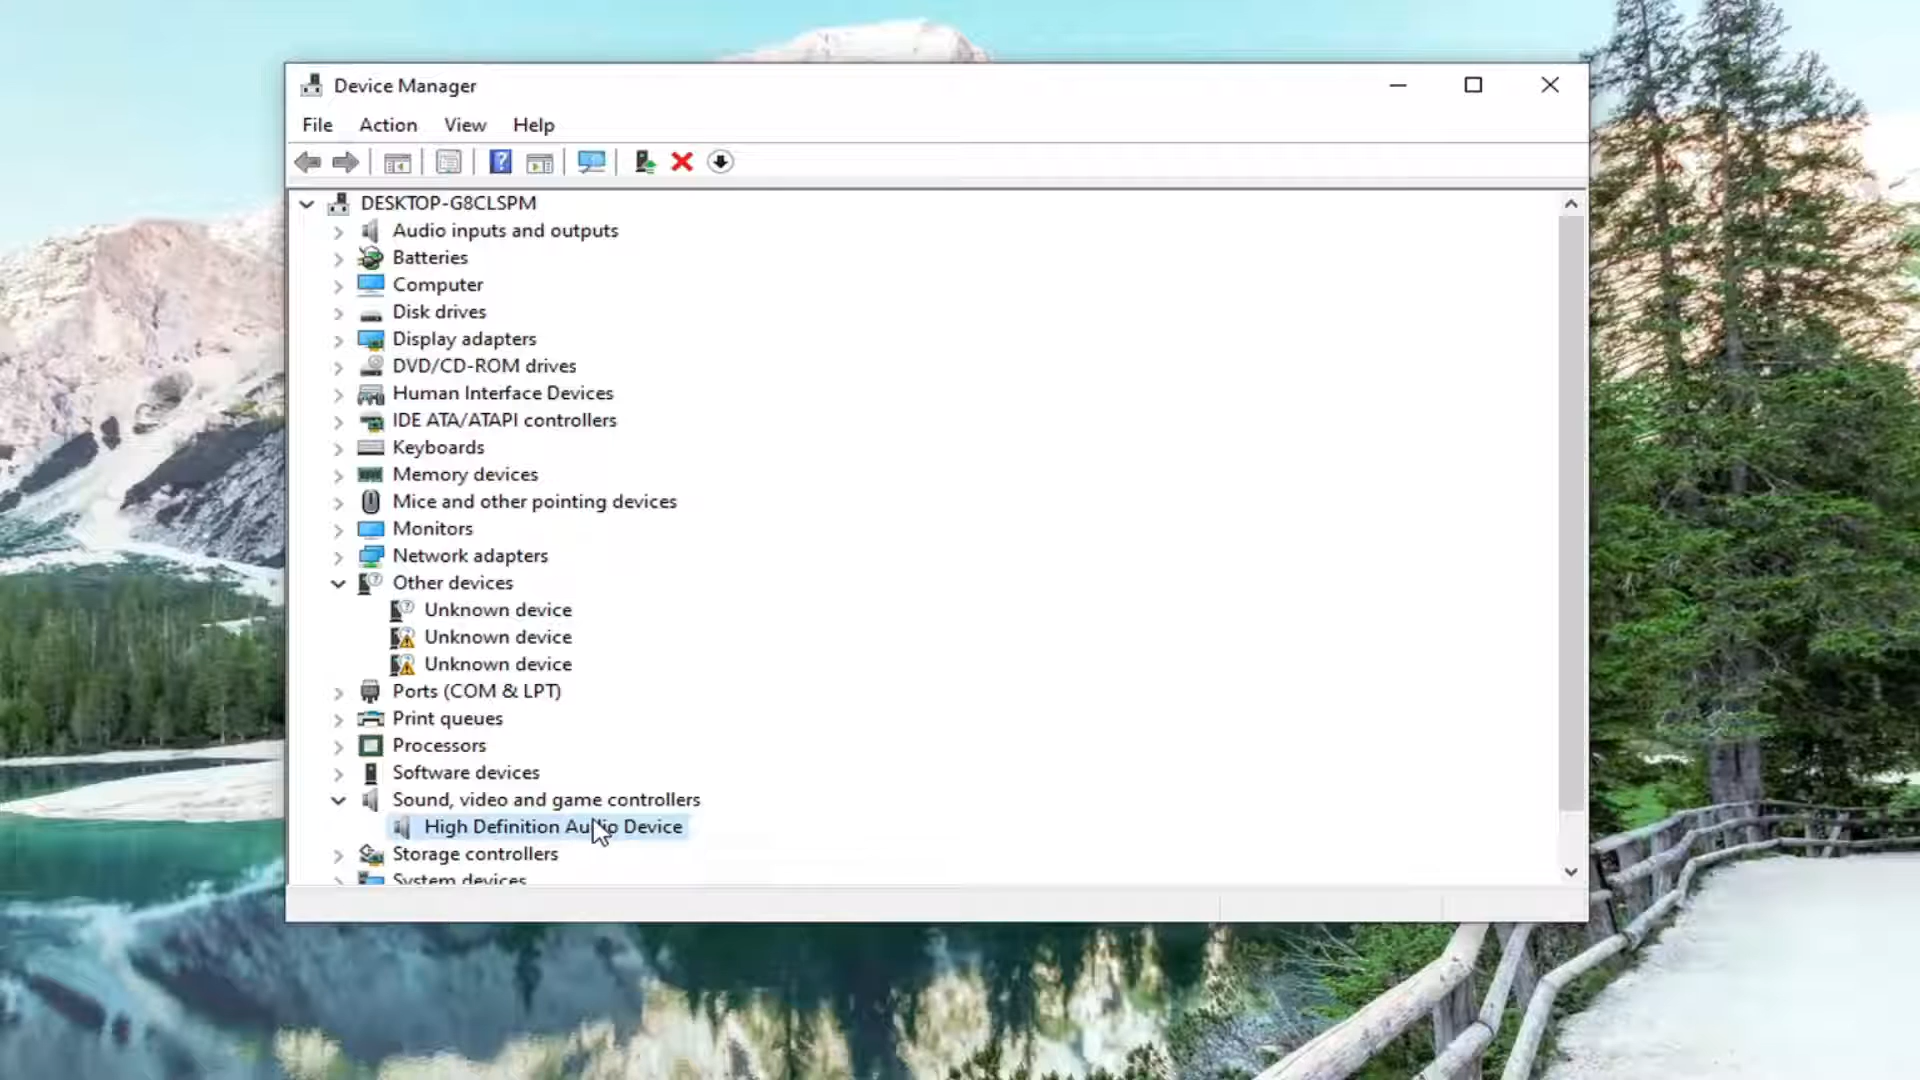 Device Manager
File Action View Help
DESKTOP-G8CLSPM
Audio inputs and outputs
Batteries
Computer
Disk drives
Display adapters
DVD/CD-ROM drives
Human Interface Devices
IDE ATA/ATAPI controllers
Keyboards
Memory devices
Mice and other pointing devices
Monitors
Network adapters
Other devices
Unknown device
Unknown device
Unknown device
Ports (COM & LPT)
Print queues
Processors
Software devices
Sound, video and game controllers
High Definition Audio Device
Storage controllers
System devices